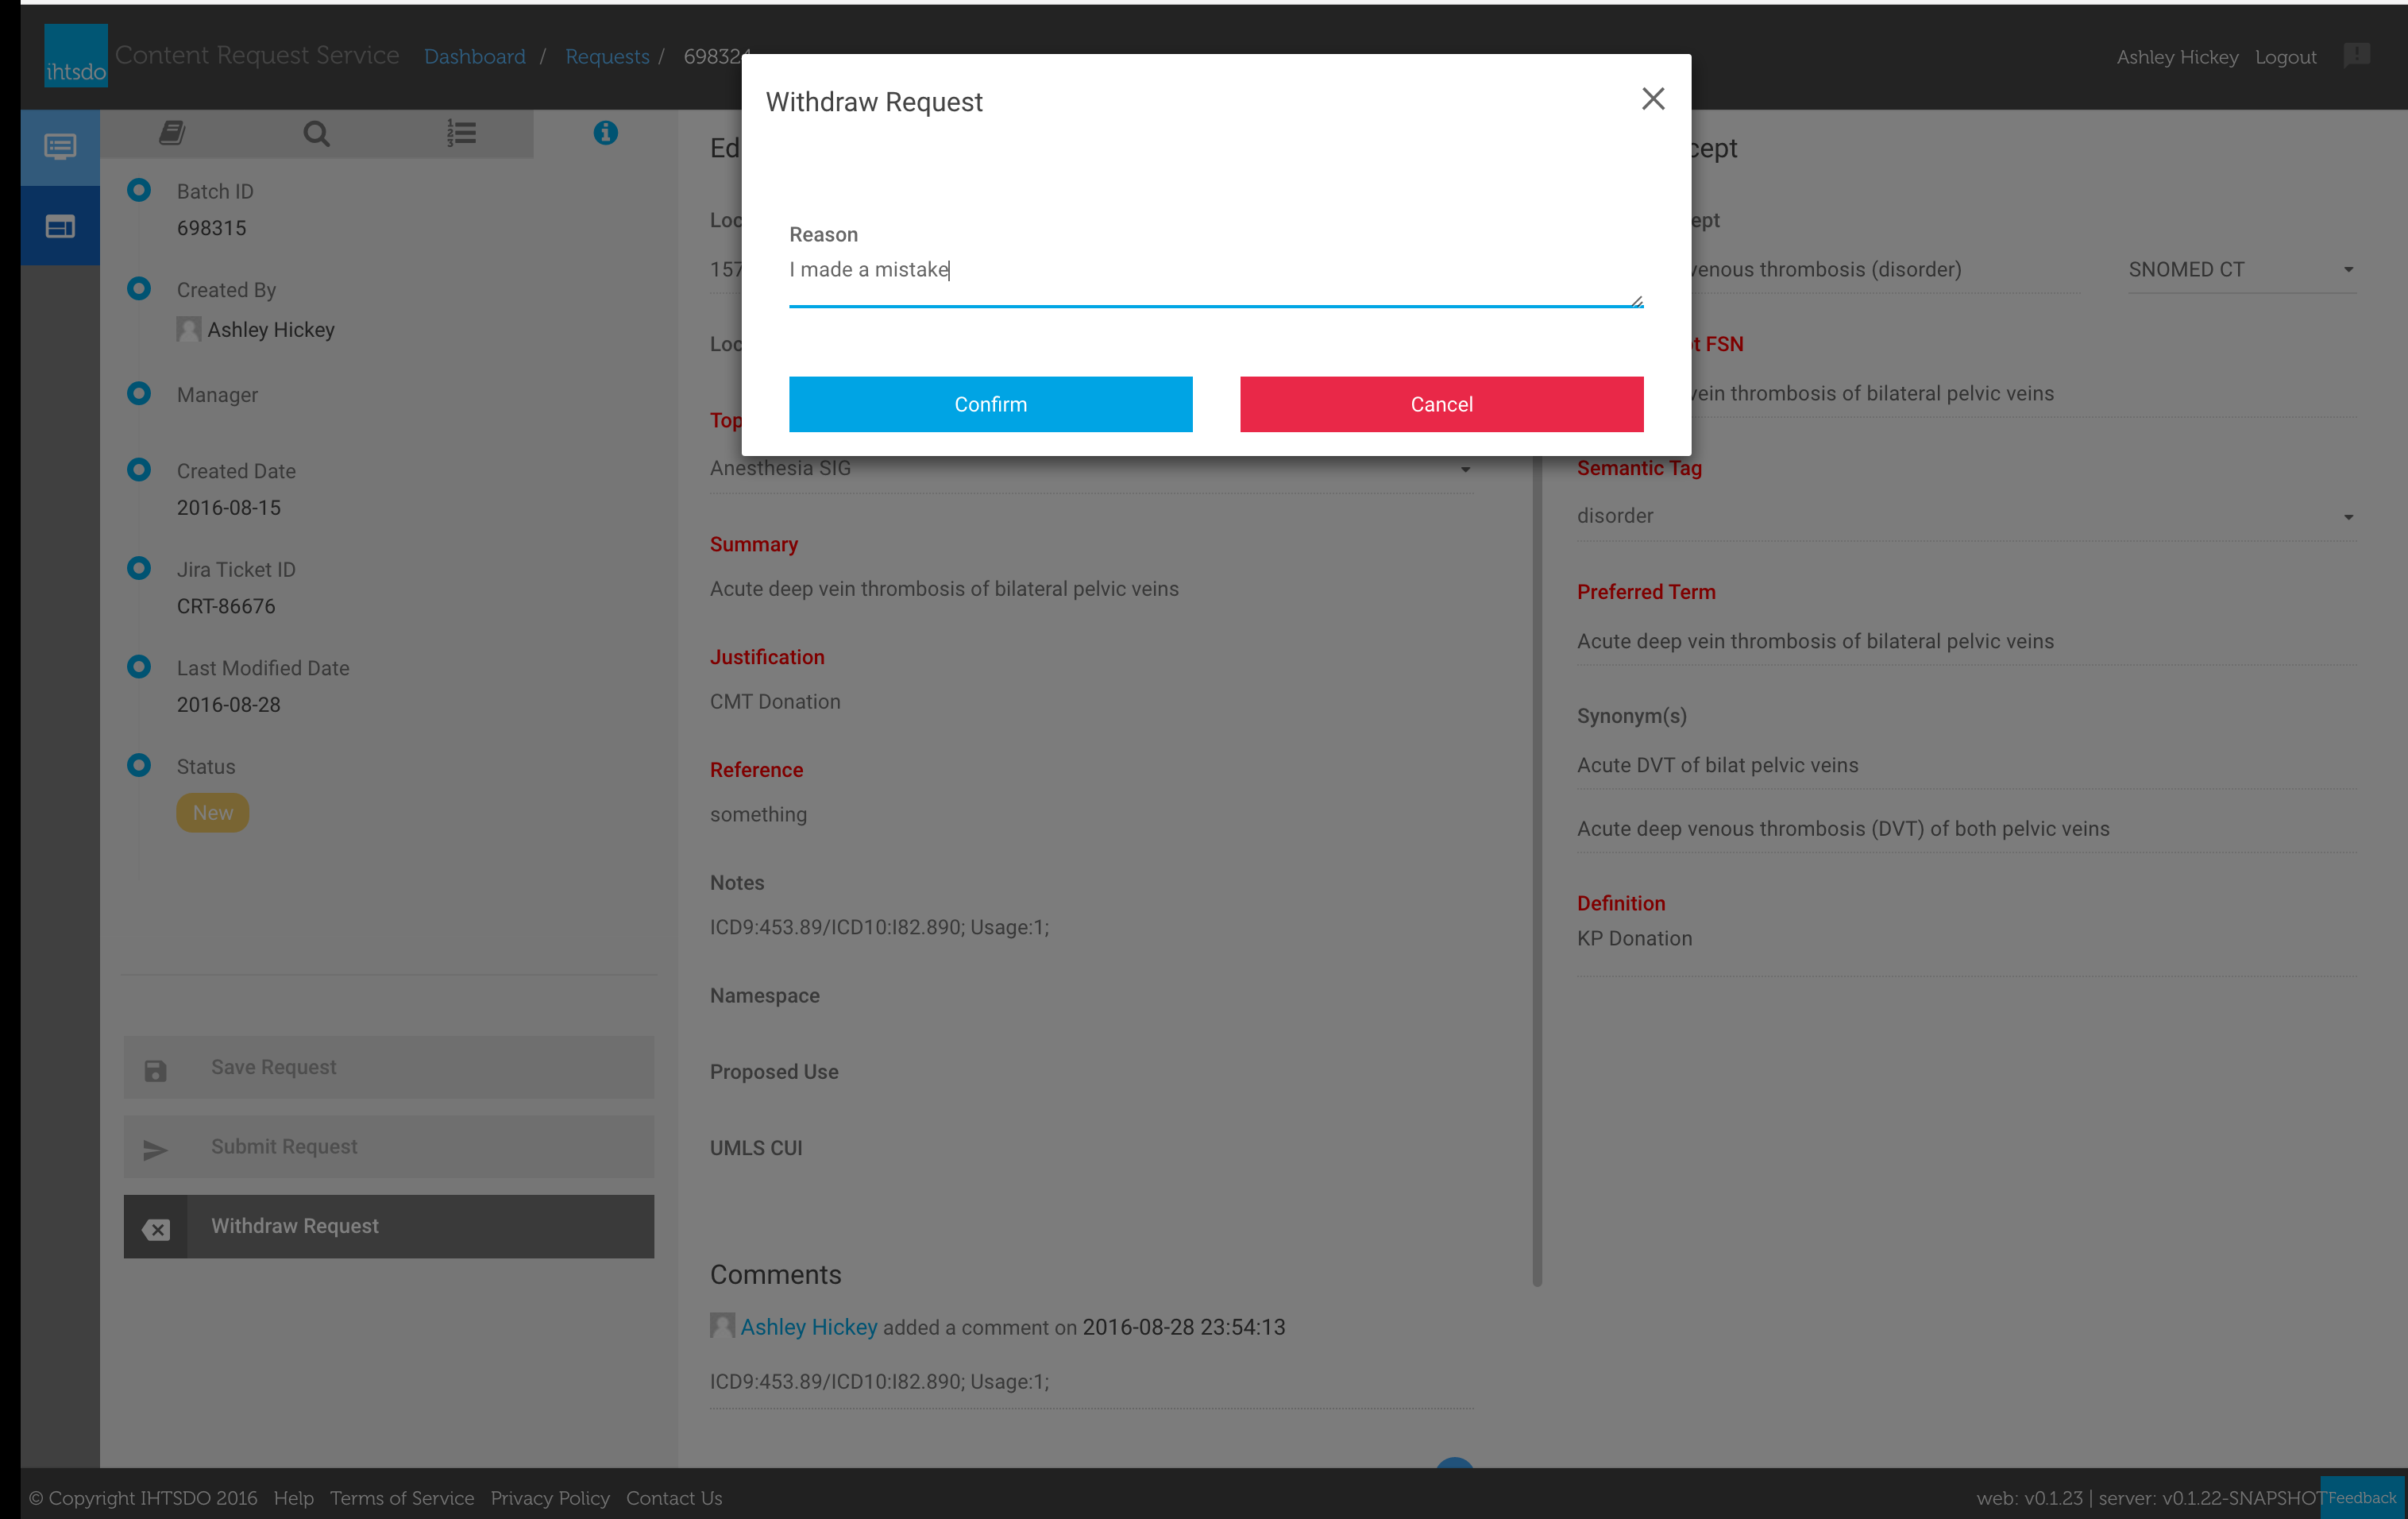 ihtsdo Content Request Service Dashboard / Requests / 698324
Ashley Hickey Logout
Withdraw Request
Reason
I made a mistake
Confirm Cancel
Batch ID
698315
Created By
Ashley Hickey
Manager
Created Date
2016-08-15
Jira Ticket ID
CRT-86676
Last Modified Date
2016-08-28
Status
New
Save Request
Submit Request
Withdraw Request
Ed
Loc
157
Loc
Top
Anesthesia SIG
Summary
Acute deep vein thrombosis of bilateral pelvic veins
Justification
CMT Donation
Reference
something
Notes
ICD9:453.89/ICD10:I82.890; Usage:1;
Namespace
Proposed Use
UMLS CUI
Comments
Ashley Hickey added a comment on 2016-08-28 23:54:13
ICD9:453.89/ICD10:I82.890; Usage:1;
cept
ept
venous thrombosis (disorder) SNOMED CT
t FSN
vein thrombosis of bilateral pelvic veins
Semantic Tag
disorder
Preferred Term
Acute deep vein thrombosis of bilateral pelvic veins
Synonym(s)
Acute DVT of bilat pelvic veins
Acute deep venous thrombosis (DVT) of both pelvic veins
Definition
KP Donation
© Copyright IHTSDO 2016 Help Terms of Service Privacy Policy Contact Us
web: v0.1.23 | server: v0.1.22-SNAPSHOT Feedback